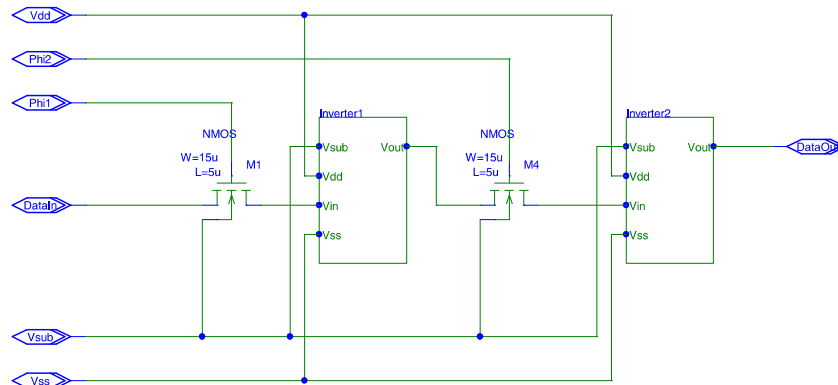 Vdd
Phi2
Phi1
Inverter1
Inverter2
NMOS
NMOS
Vsub
Vout
Vsub
Vout
DataOu
W=15u
M1
W=15u
M4
L=5u
Vdd
L=5u
Vdd
DataIn
Vin
Vin
Vss
Vss
Vsub
Vss